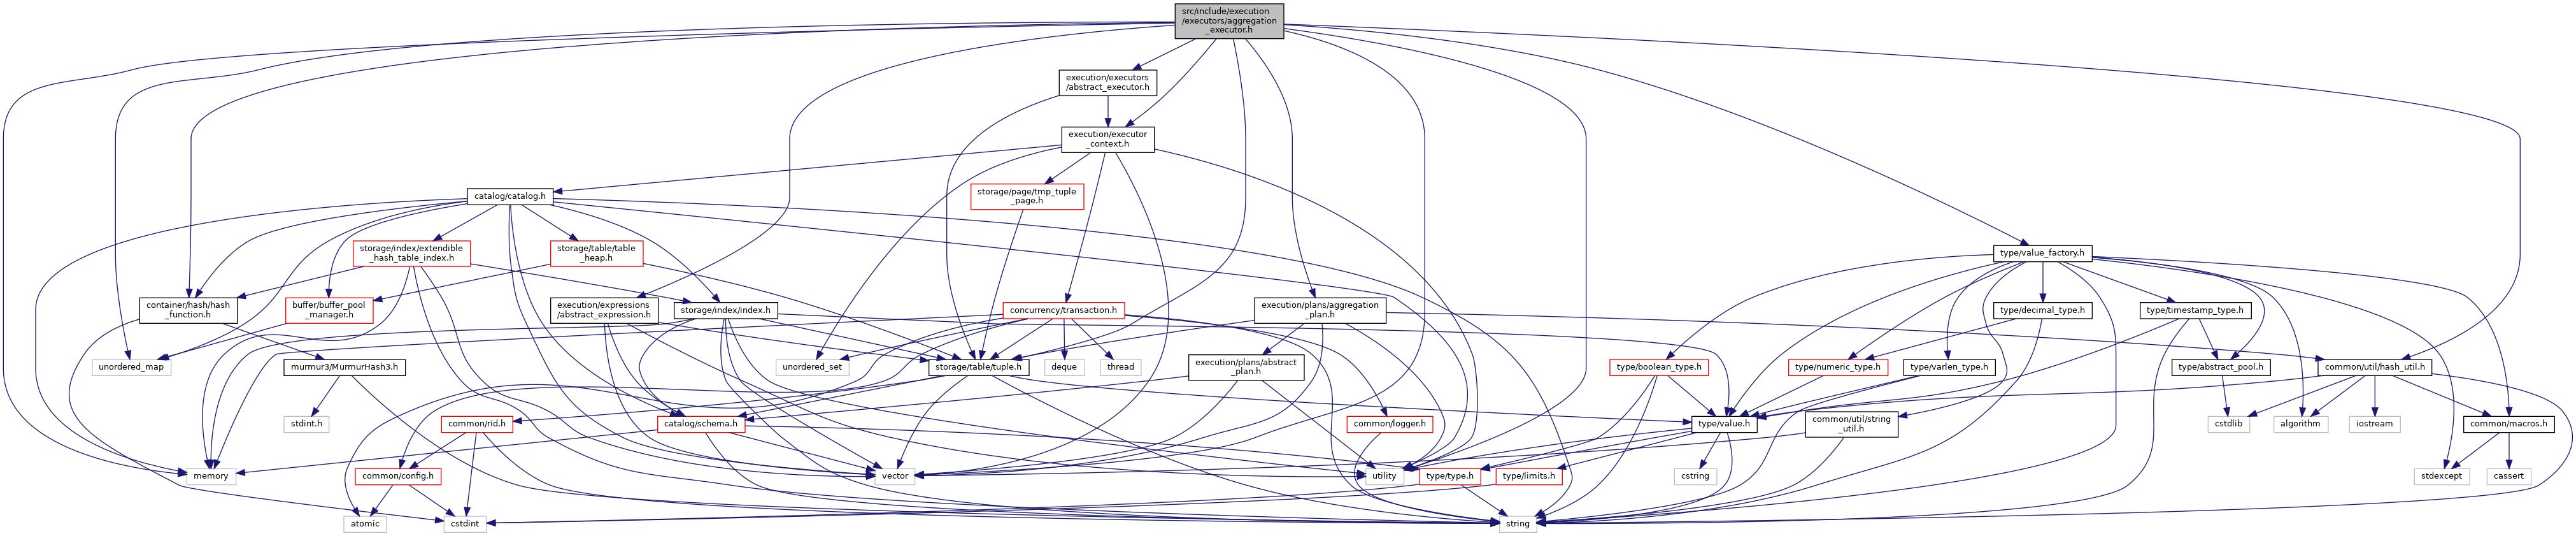 src/include/execution
/executors/aggregation
_executor.h
execution/executors
/abstract_executor.h
execution/executor
_context.h
storage/page/tmp_tuple
_page.h
catalog/catalog.h
storage/index/extendible
_hash_table_index.h
storage/table/table
_heap.h
type/value_factory.h
container/hash/hash
_function.h
buffer/buffer_pool
_manager.h
execution/expressions
/abstract_expression.h
storage/index/index.h
concurrency/transaction.h
execution/plans/aggregation
_plan.h
type/decimal_type.h
type/timestamp_type.h
unordered_map
murmur3/MurmurHash3.h
unordered_set
storage/table/tuple.h
deque
thread
execution/plans/abstract
_plan.h
type/boolean_type.h
type/numeric_type.h
type/varlen_type.h
type/abstract_pool.h
common/util/hash_util.h
stdint.h
common/rid.h
catalog/schema.h
common/logger.h
type/value.h
common/util/string
_util.h
cstdlib
algorithm
iostream
common/macros.h
memory
common/config.h
vector
utility
type/type.h
type/limits.h
cstring
stdexcept
cassert
atomic
cstdint
string